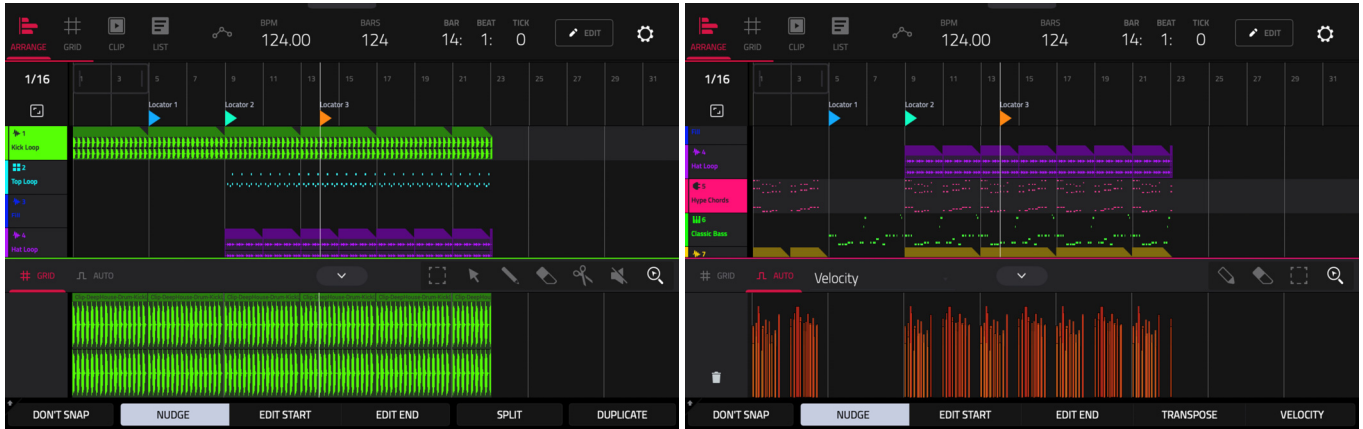 BPM BARS BAR BEAT TICK
ARRANGE GRID CLIP LIST 124.00 124 14: 1: 0 EDIT
1/16 1 3 5 7 9 11 13 15 17 19 21 23 25 27 29 31
Locator 1 Locator 2 Locator 3
1
Kick Loop
2
Top Loop
3
4
Hat Loop
GRID AUTO
DON'T SNAP NUDGE EDIT START EDIT END SPLIT DUPLICATE
BPM BARS BAR BEAT TICK
ARRANGE GRID CLIP LIST 124.00 124 14: 1: 0 EDIT
1/16 1 3 5 7 9 11 13 15 17 19 21 23 25 27 29 31
Locator 1 Locator 2 Locator 3
4
Hat Loop
5
Hype Chords
6
Classic Bass
7
GRID AUTO Velocity
DON'T SNAP NUDGE EDIT START EDIT END TRANSPOSE VELOCITY